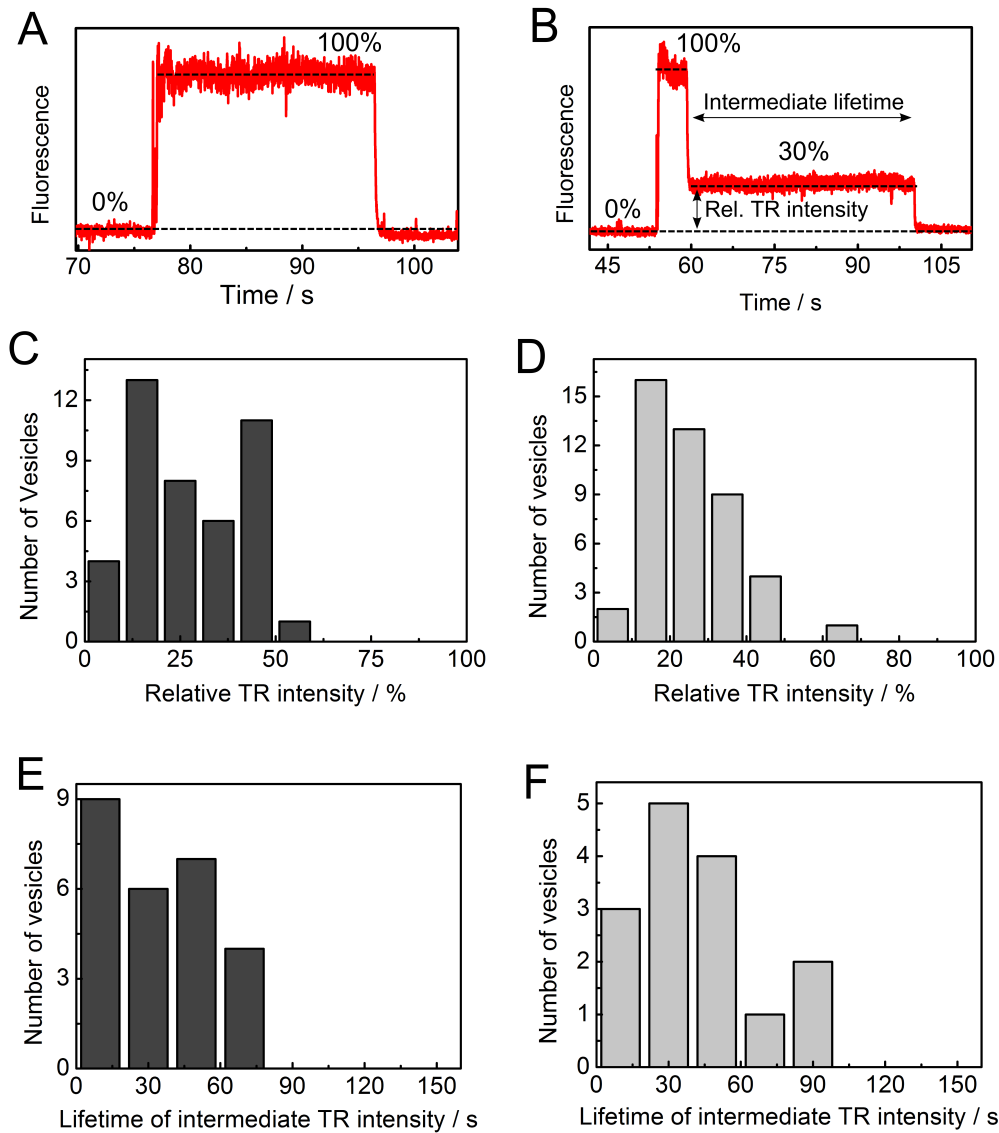 A
Fluorescence
100%
0%
70 80 90 100
Time / s
B
Fluorescence
100%
Intermediate lifetime
30%
0%
Rel. TR intensity
45 60 75 90 105
Time / s
C
Number of Vesicles
12
9
6
3
0
0 25 50 75 100
Relative TR intensity / %
D
Number of vesicles
15
12
9
6
3
0
0 20 40 60 80 100
Relative TR intensity / %
E
Number of vesicles
9
6
3
0
0 30 60 90 120 150
Lifetime of intermediate TR intensity / s
F
Number of vesicles
5
4
3
2
1
0
0 30 60 90 120 150
Lifetime of intermediate TR intensity / s